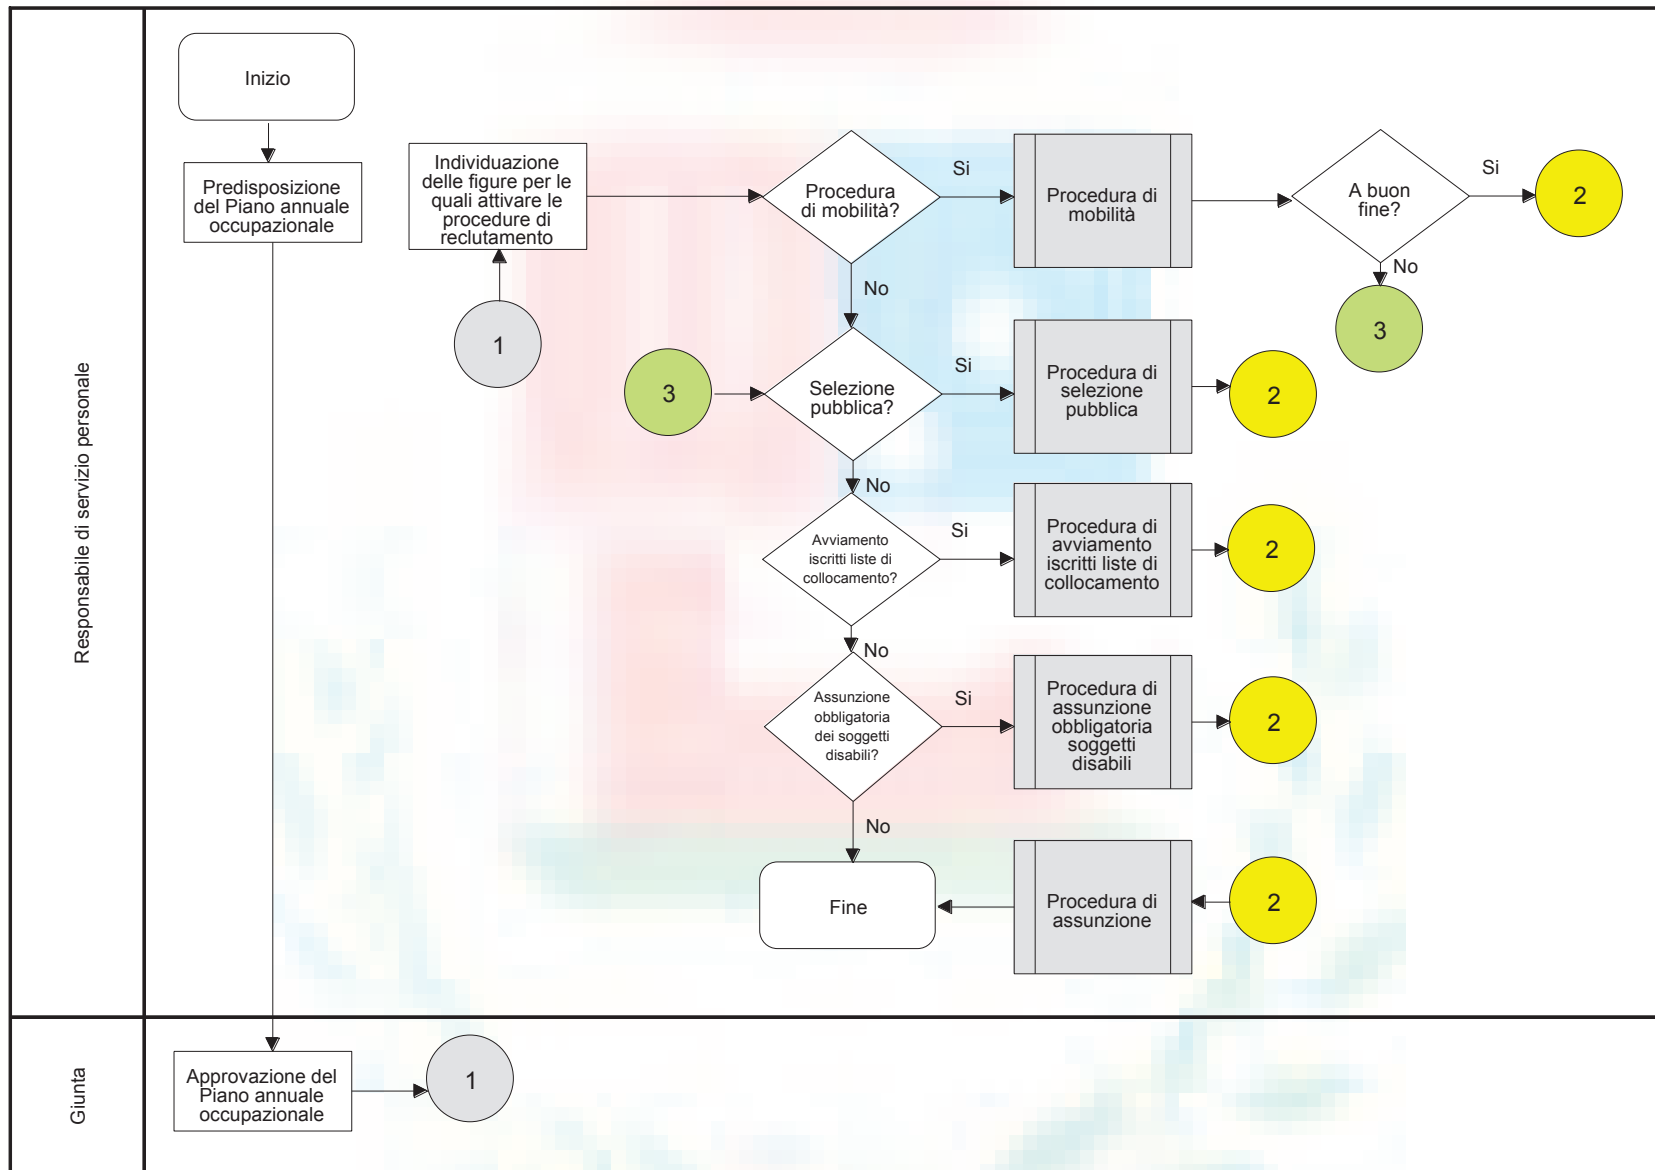 Responsabile di servizio personale
Inizio
Predisposizione
del Piano annuale
occupazionale
Individuazione
delle figure per le
quali attivare le
procedure di
reclutamento
1
Procedura
di mobilità?
Si
No
Procedura di
mobilità
A buon
fine?
Si
2
No
3
3
Selezione
pubblica?
Si
No
Procedura di
selezione
pubblica
2
Avviamento
iscritti liste di
collocamento?
Si
No
Procedura di
avviamento
iscritti liste di
collocamento
2
Assunzione
obbligatoria
dei soggetti
disabili?
Si
No
Procedura di
assunzione
obbligatoria
soggetti
disabili
2
Fine
Procedura di
assunzione
2
Giunta
Approvazione del
Piano annuale
occupazionale
1